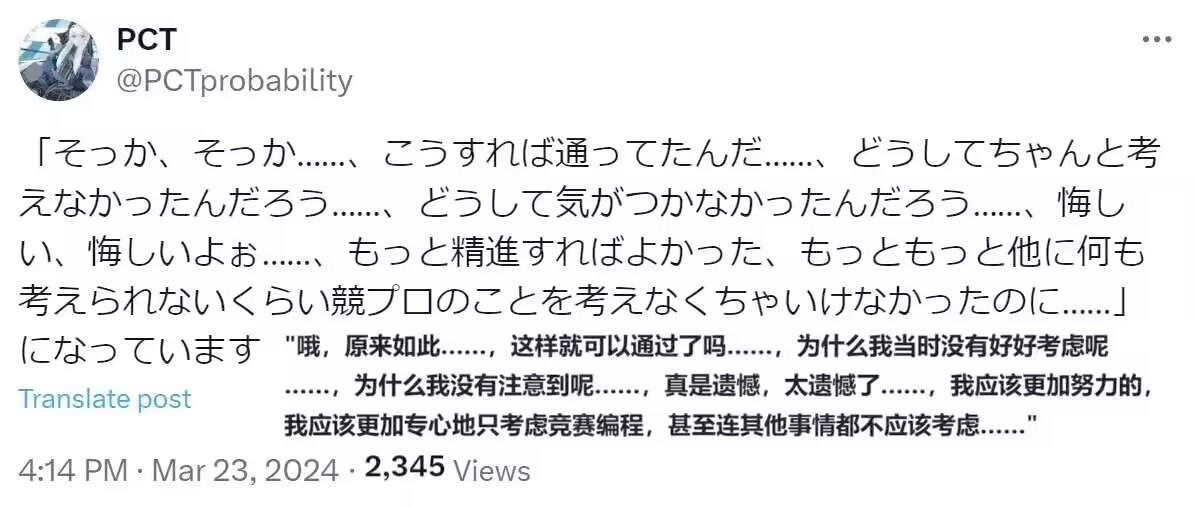 PCT
@PCTprobability
「そっか、そっか……、こうすれば通ってたんだ……、どうしてちゃんと考
えなかったんだろう……、どうして気がつかなかったんだろう……、悔し
い、悔しいよぉ……、もっと精進すればよかった、もっともっと他に何も
考えられないくらい競プロのことを考えなくちゃいけなかったのに……」
になっています
"哦，原来如此……，这样就可以通过了吗……，为什么我当时没有好好考虑呢
……，为什么我没有注意到呢……，真是遗憾，太遗憾了……，我应该更加努力的，
我应该更加专心地只考虑竞赛编程，甚至连其他事情都不应该考虑……"
Translate post
4:14 PM · Mar 23, 2024 · 2,345 Views